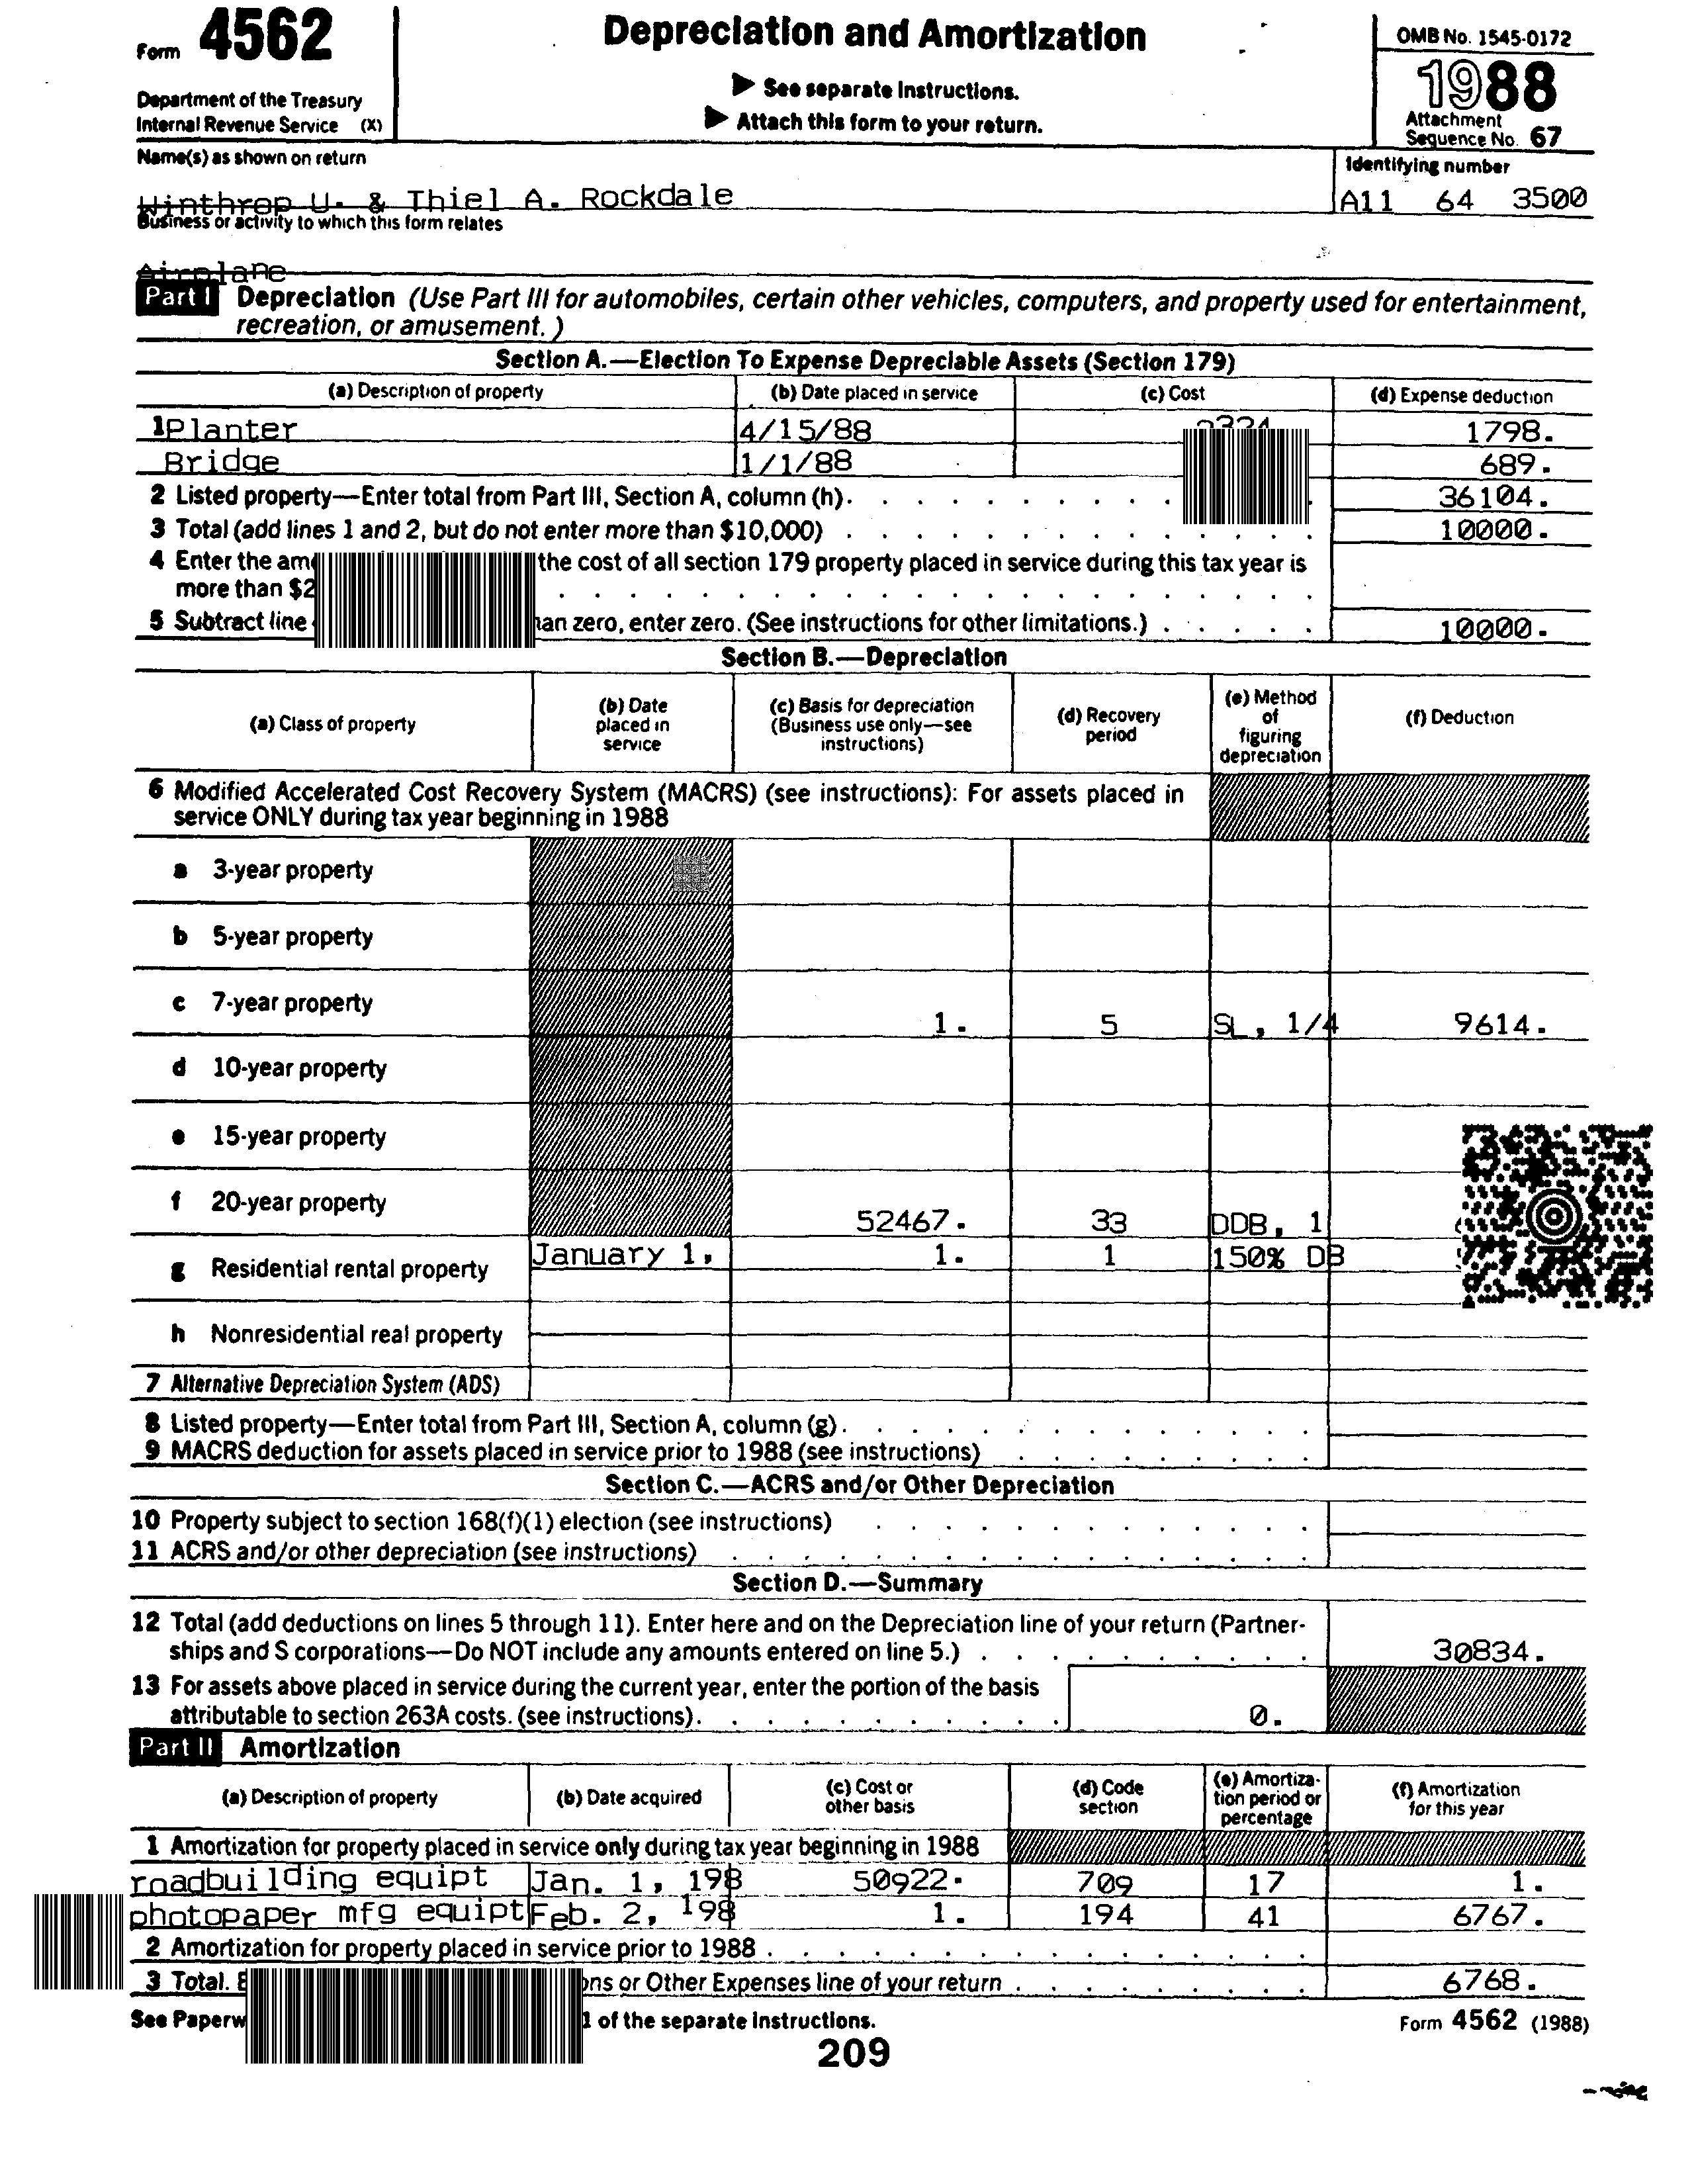 Form 4562
Depreciation and Amortization
OMB No. 1545-0172
1988
▶ See separate instructions.
▶ Attach this form to your return.
Department of the Treasury
Internal Revenue Service (X)
Attachment
Sequence No. 67
Name(s) as shown on return
Identifying number
Winthrop U. & Thiel A. Rockdale
A11 64 3500
Business or activity to which this form relates
Airplane
Part I Depreciation (Use Part III for automobiles, certain other vehicles, computers, and property used for entertainment,
recreation, or amusement.)
Section A.—Election To Expense Depreciable Assets (Section 179)
(a) Description of property (b) Date placed in service (c) Cost (d) Expense deduction
1 Planter 4/15/88 1798.
Bridge 1/1/88 689.
2 Listed property—Enter total from Part III, Section A, column (h). 36104.
3 Total (add lines 1 and 2, but do not enter more than $10,000) 10000.
4 Enter the the cost of all section 179 property placed in service during this tax year is
more than
5 Subtract line zero, enter zero. (See instructions for other limitations.) 10000.
Section B.—Depreciation
(a) Class of property
(b) Date placed in service
(c) Basis for depreciation (Business use only—see instructions)
(d) Recovery period
(e) Method of figuring depreciation
(f) Deduction
6 Modified Accelerated Cost Recovery System (MACRS) (see instructions): For assets placed in
service ONLY during tax year beginning in 1988
a 3-year property
b 5-year property
c 7-year property 1. 5 SL, 1/4 9614.
d 10-year property
e 15-year property
f 20-year property 52467. 33 DDB, 1
g Residential rental property January 1, 1. 1 150% DB
h Nonresidential real property
7 Alternative Depreciation System (ADS)
8 Listed property—Enter total from Part III, Section A, column (g).
9 MACRS deduction for assets placed in service prior to 1988 (see instructions)
Section C.—ACRS and/or Other Depreciation
10 Property subject to section 168(f)(1) election (see instructions)
11 ACRS and/or other depreciation (see instructions)
Section D.—Summary
12 Total (add deductions on lines 5 through 11). Enter here and on the Depreciation line of your return (Partner-
ships and S corporations—Do NOT include any amounts entered on line 5.) 30834.
13 For assets above placed in service during the current year, enter the portion of the basis
attributable to section 263A costs. (see instructions). 0.
Part II Amortization
(a) Description of property
(b) Date acquired
(c) Cost or other basis
(d) Code section
(e) Amortiza- tion period or percentage
(f) Amortization for this year
1 Amortization for property placed in service only during tax year beginning in 1988
roadbuilding equipt Jan. 1, 198 50922. 709 17 1.
photopaper mfg equipt Feb. 2, 198 1. 194 41 6767.
2 Amortization for property placed in service prior to 1988
3 Total. or Other Expenses line of your return 6768.
See 1 of the separate instructions.
Form 4562 (1988)
209